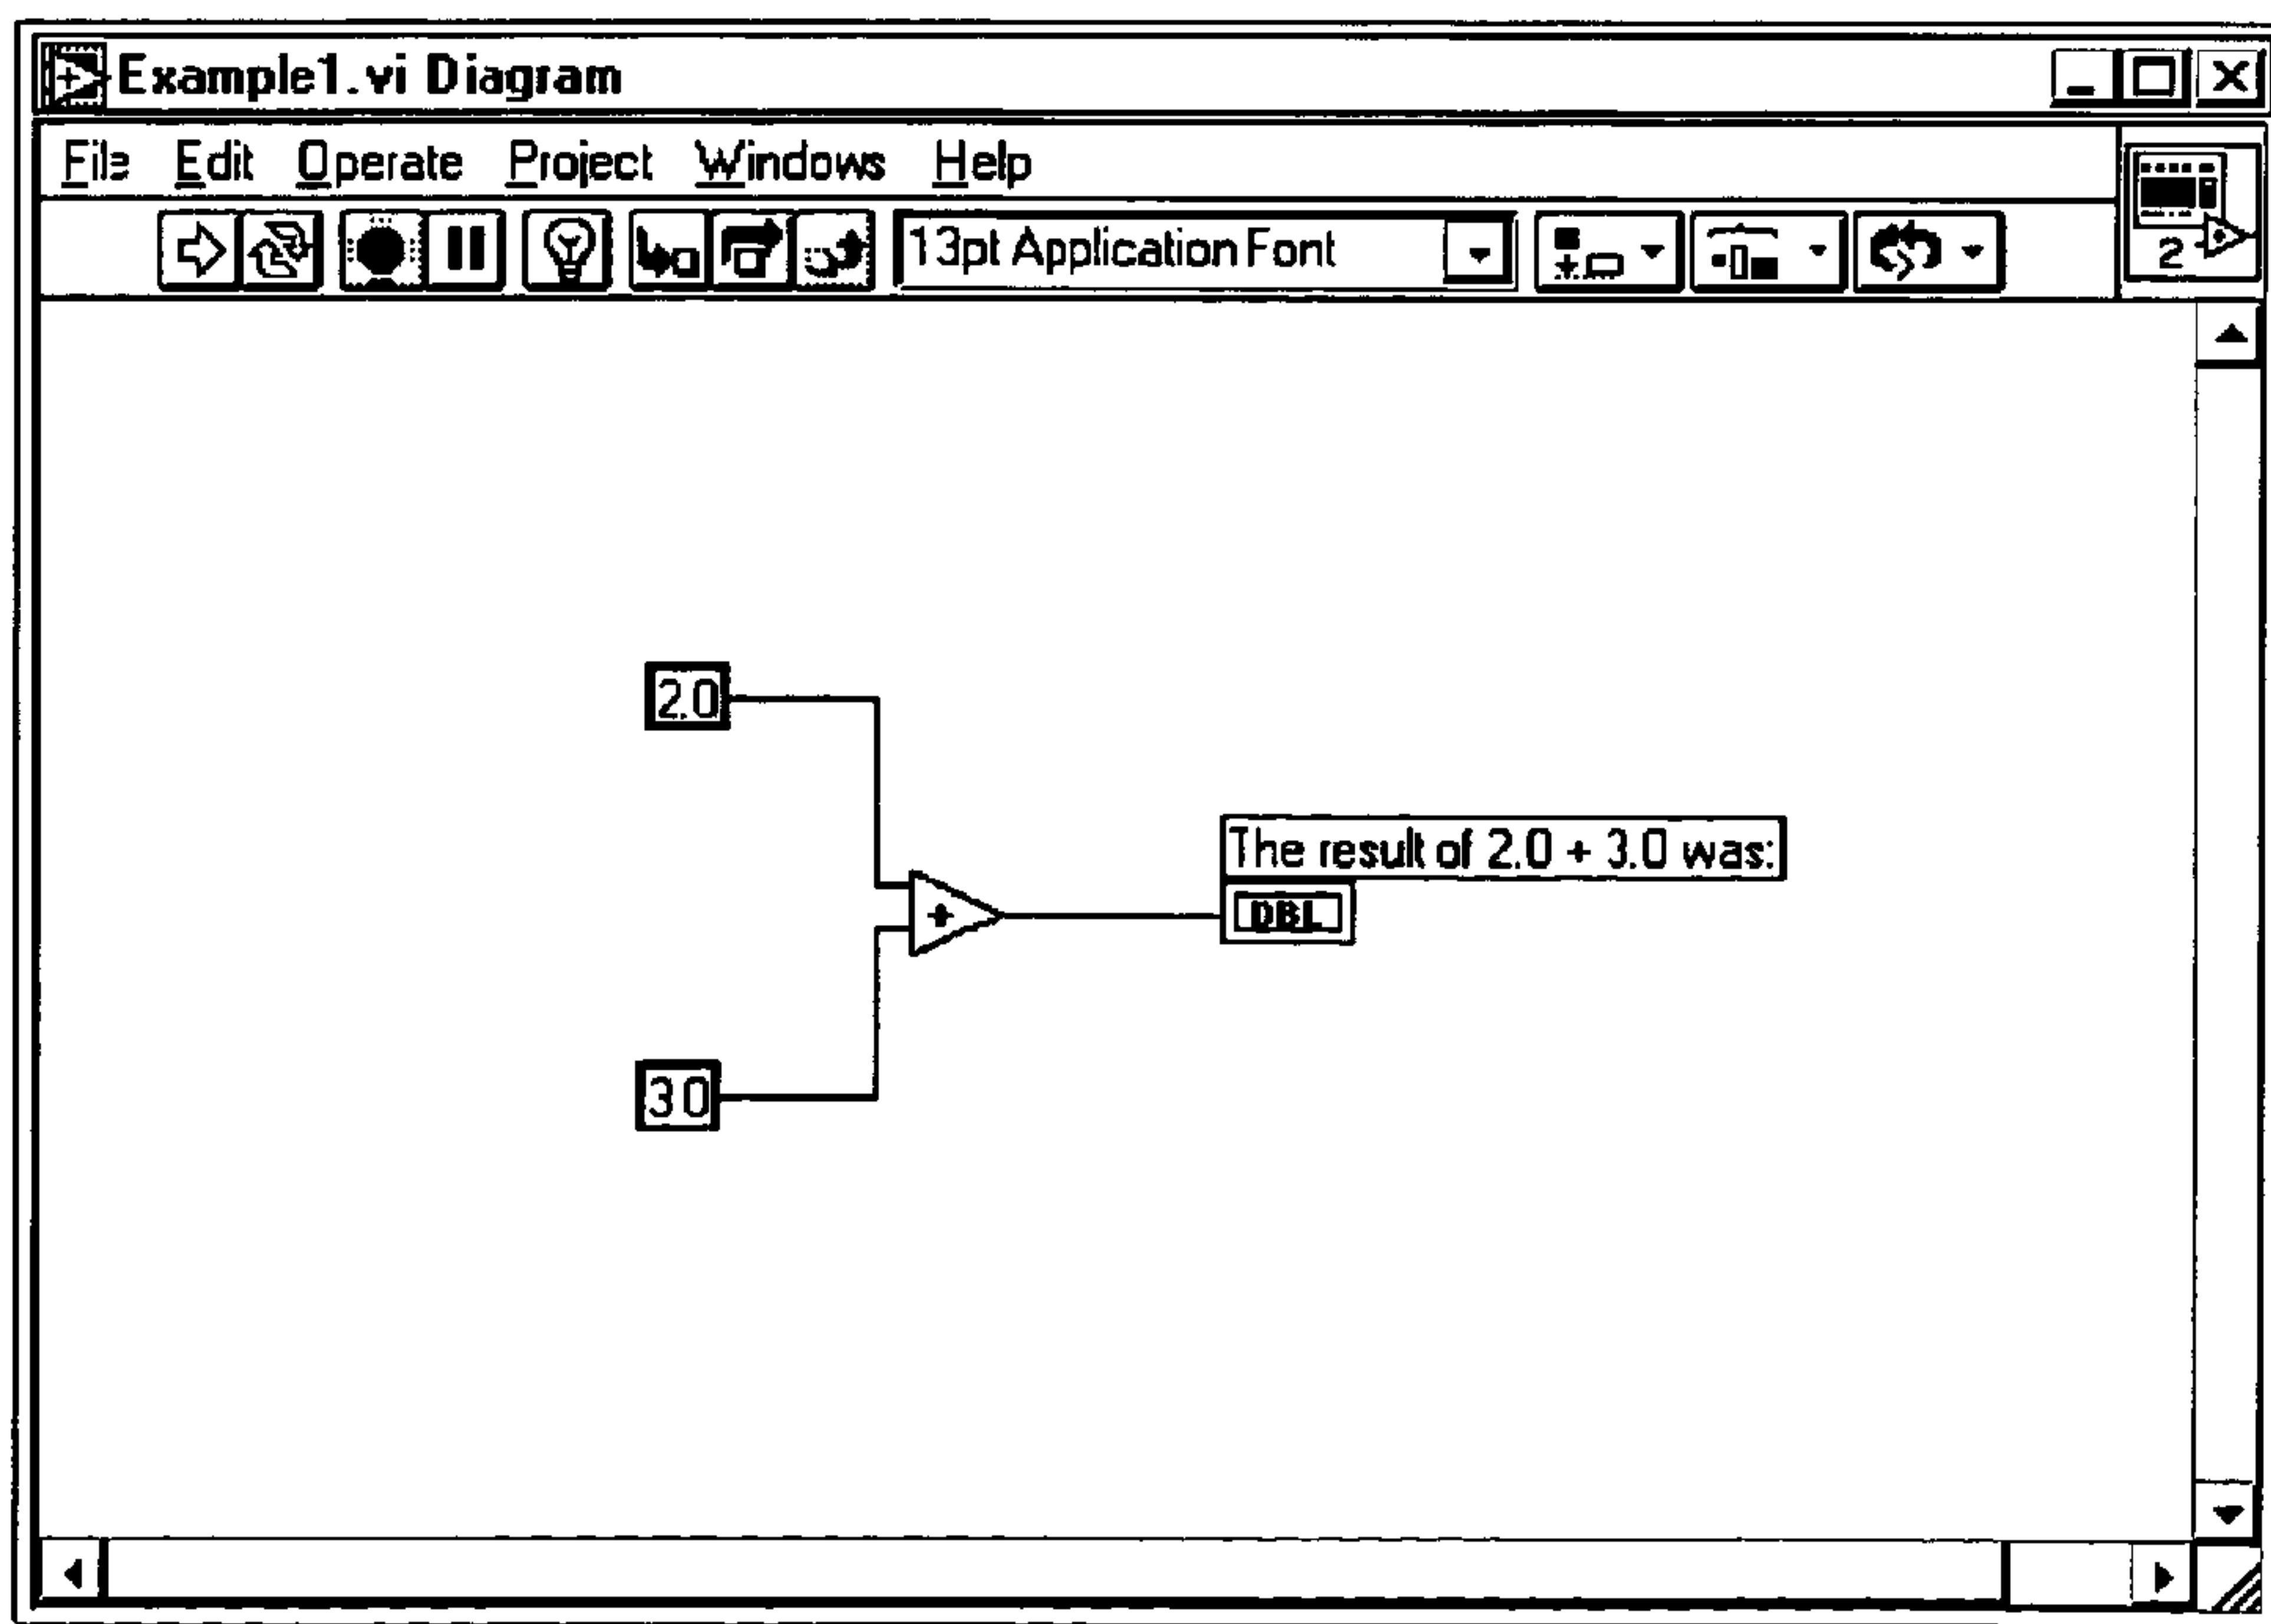 Example1.vi Diagram
File Edit Operate Project Windows Help
13pt Application Font
2
2.0
The result of 2.0 + 3.0 was:
+
DBL
3.0